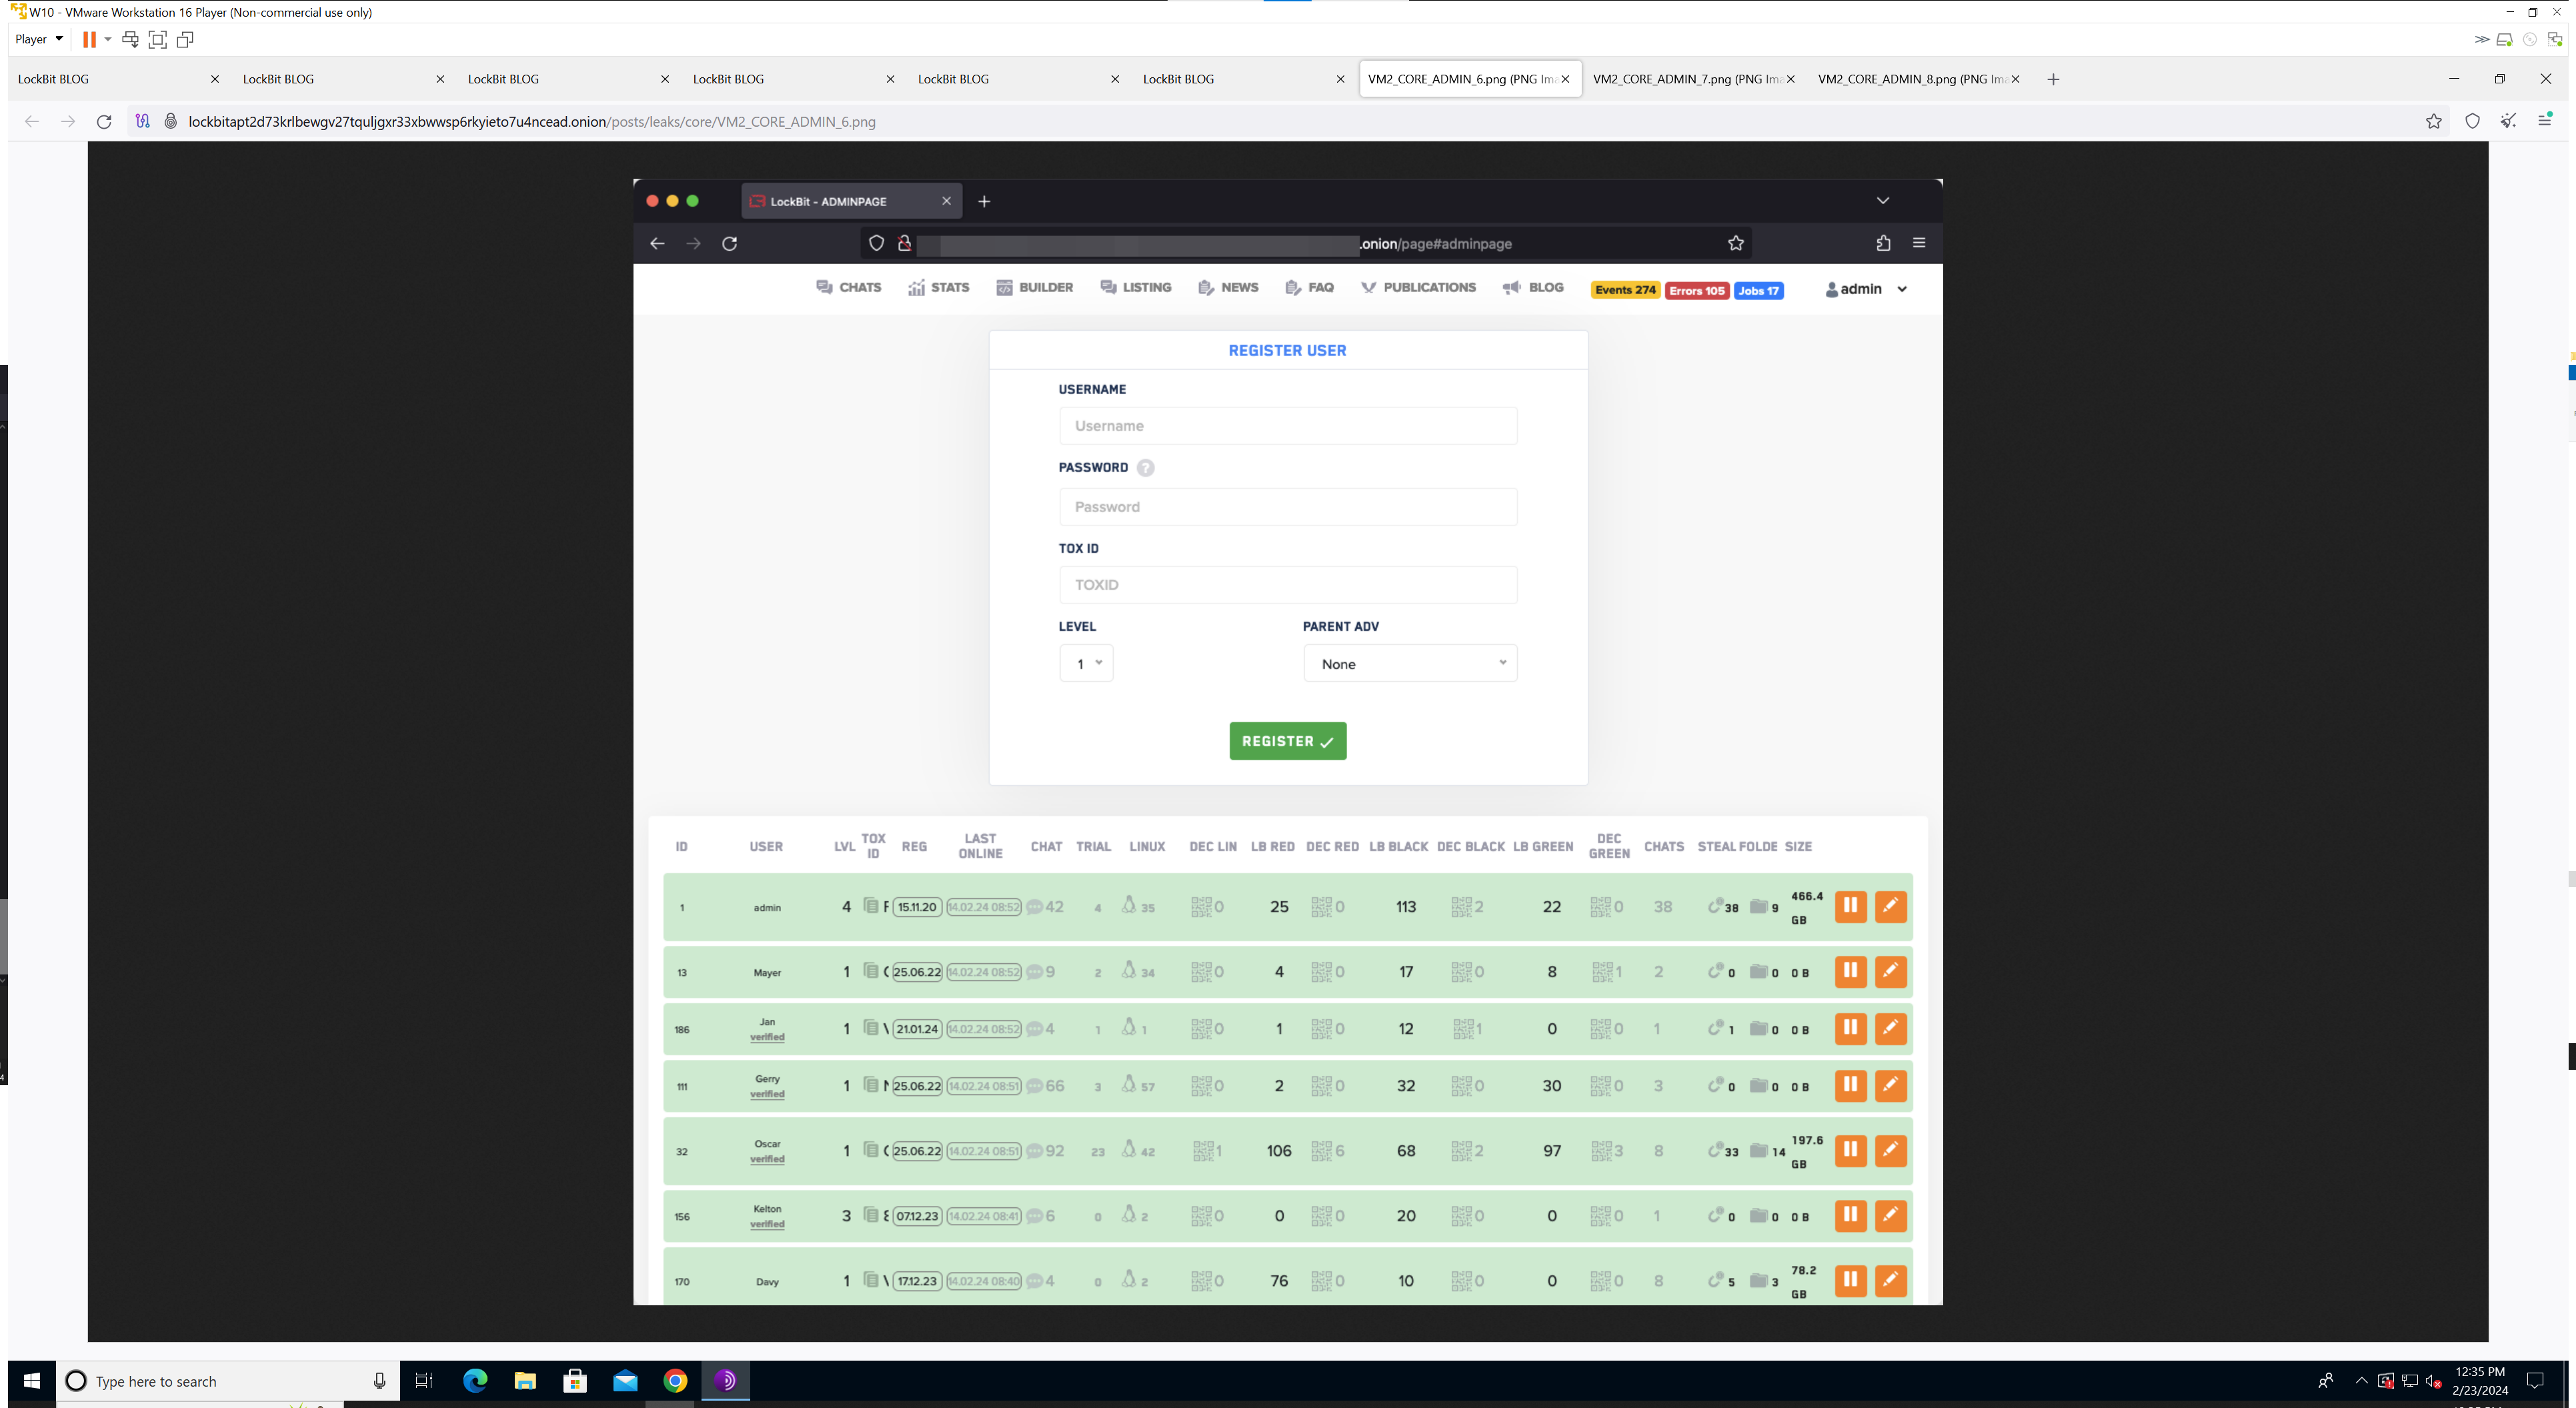 W10 - VMware Workstation 16 Player (Non-commercial use only)
Player
LockBit BLOG LockBit BLOG LockBit BLOG LockBit BLOG LockBit BLOG LockBit BLOG VM2_CORE_ADMIN_6.png (PNG Im VM2_CORE_ADMIN_7.png (PNG Ima VM2_CORE_ADMIN_8.png (PNG Im
lockbitapt2d73krlbewgv27tquljgxr33xbwwsp6rkyieto7u4ncead.onion/posts/leaks/core/VM2_CORE_ADMIN_6.png
LockBit - ADMINPAGE
.onion/page#adminpage
CHATS STATS BUILDER LISTING NEWS FAQ PUBLICATIONS BLOG Events 274 Errors 105 Jobs 17 admin
REGISTER USER
USERNAME
Username
PASSWORD ?
Password
TOX ID
TOXID
LEVEL PARENT ADV
1 None
REGISTER
ID USER LVL TOX ID REG LAST ONLINE CHAT TRIAL LINUX DEC LIN LB RED DEC RED LB BLACK DEC BLACK LB GREEN DEC GREEN CHATS STEAL FOLDE SIZE
1 admin 4 15.11.20 14.02.24 08:52 42 4 35 0 25 0 113 2 22 0 38 38 9 466.4 GB
13 Mayer 1 25.06.22 14.02.24 08:52 9 2 34 0 4 0 17 0 8 1 2 0 0 0 B
186 Jan verified 1 21.01.24 14.02.24 08:52 4 1 1 0 1 0 12 1 0 0 1 1 0 0 B
111 Gerry verified 1 25.06.22 14.02.24 08:51 66 3 57 0 2 0 32 0 30 0 3 0 0 0 B
32 Oscar verified 1 25.06.22 14.02.24 08:51 92 23 42 1 106 6 68 2 97 3 8 33 14 197.6 GB
156 Kelton verified 3 07.12.23 14.02.24 08:41 6 0 2 0 0 0 20 0 0 0 1 0 0 0 B
170 Davy 1 17.12.23 14.02.24 08:40 4 0 2 0 76 0 10 0 0 0 8 5 3 78.2 GB
Type here to search
12:35 PM
2/23/2024